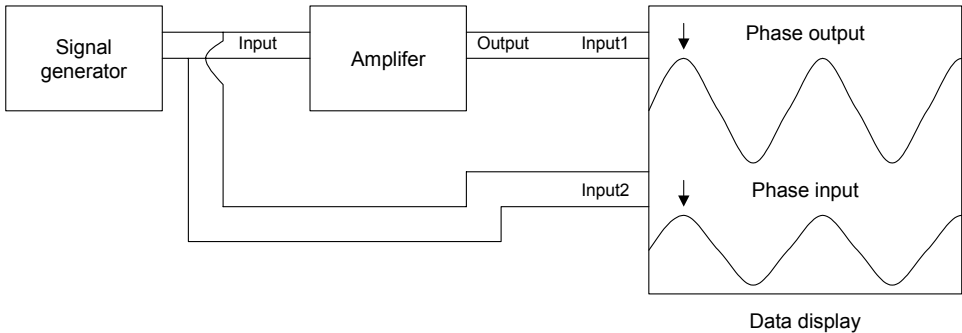 Signal
generator
Input
Amplifer
Output
Input1
Phase output
Input2
Phase input
Data display